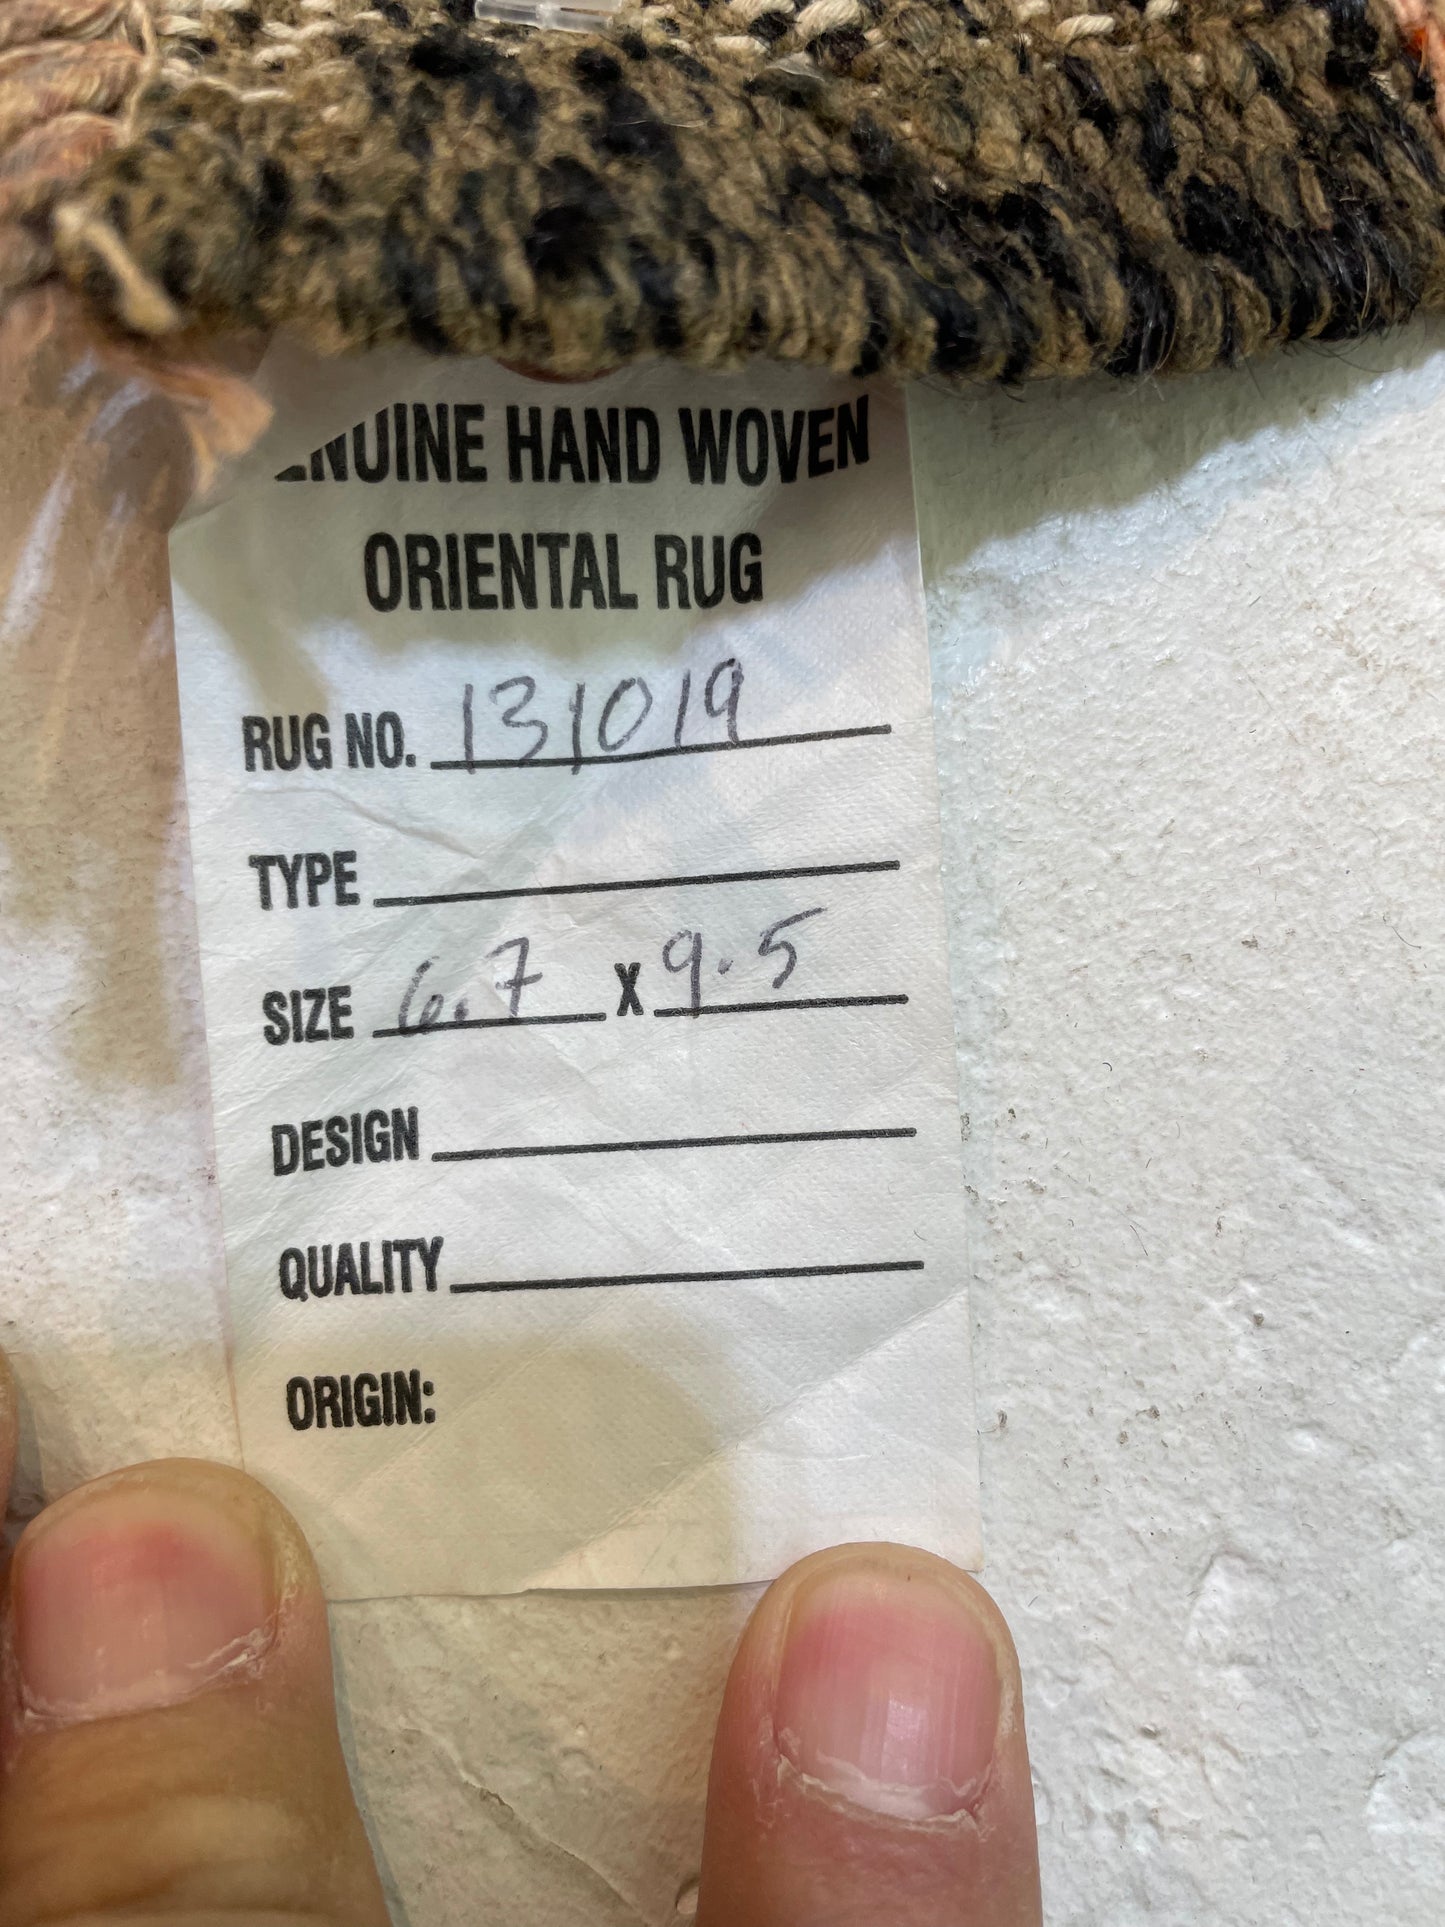 ENUINE HAND WOVEN
ORIENTAL RUG
RUG NO. 131019
TYPE
SIZE 6.7 X 9.5
DESIGN
QUALITY
ORIGIN: